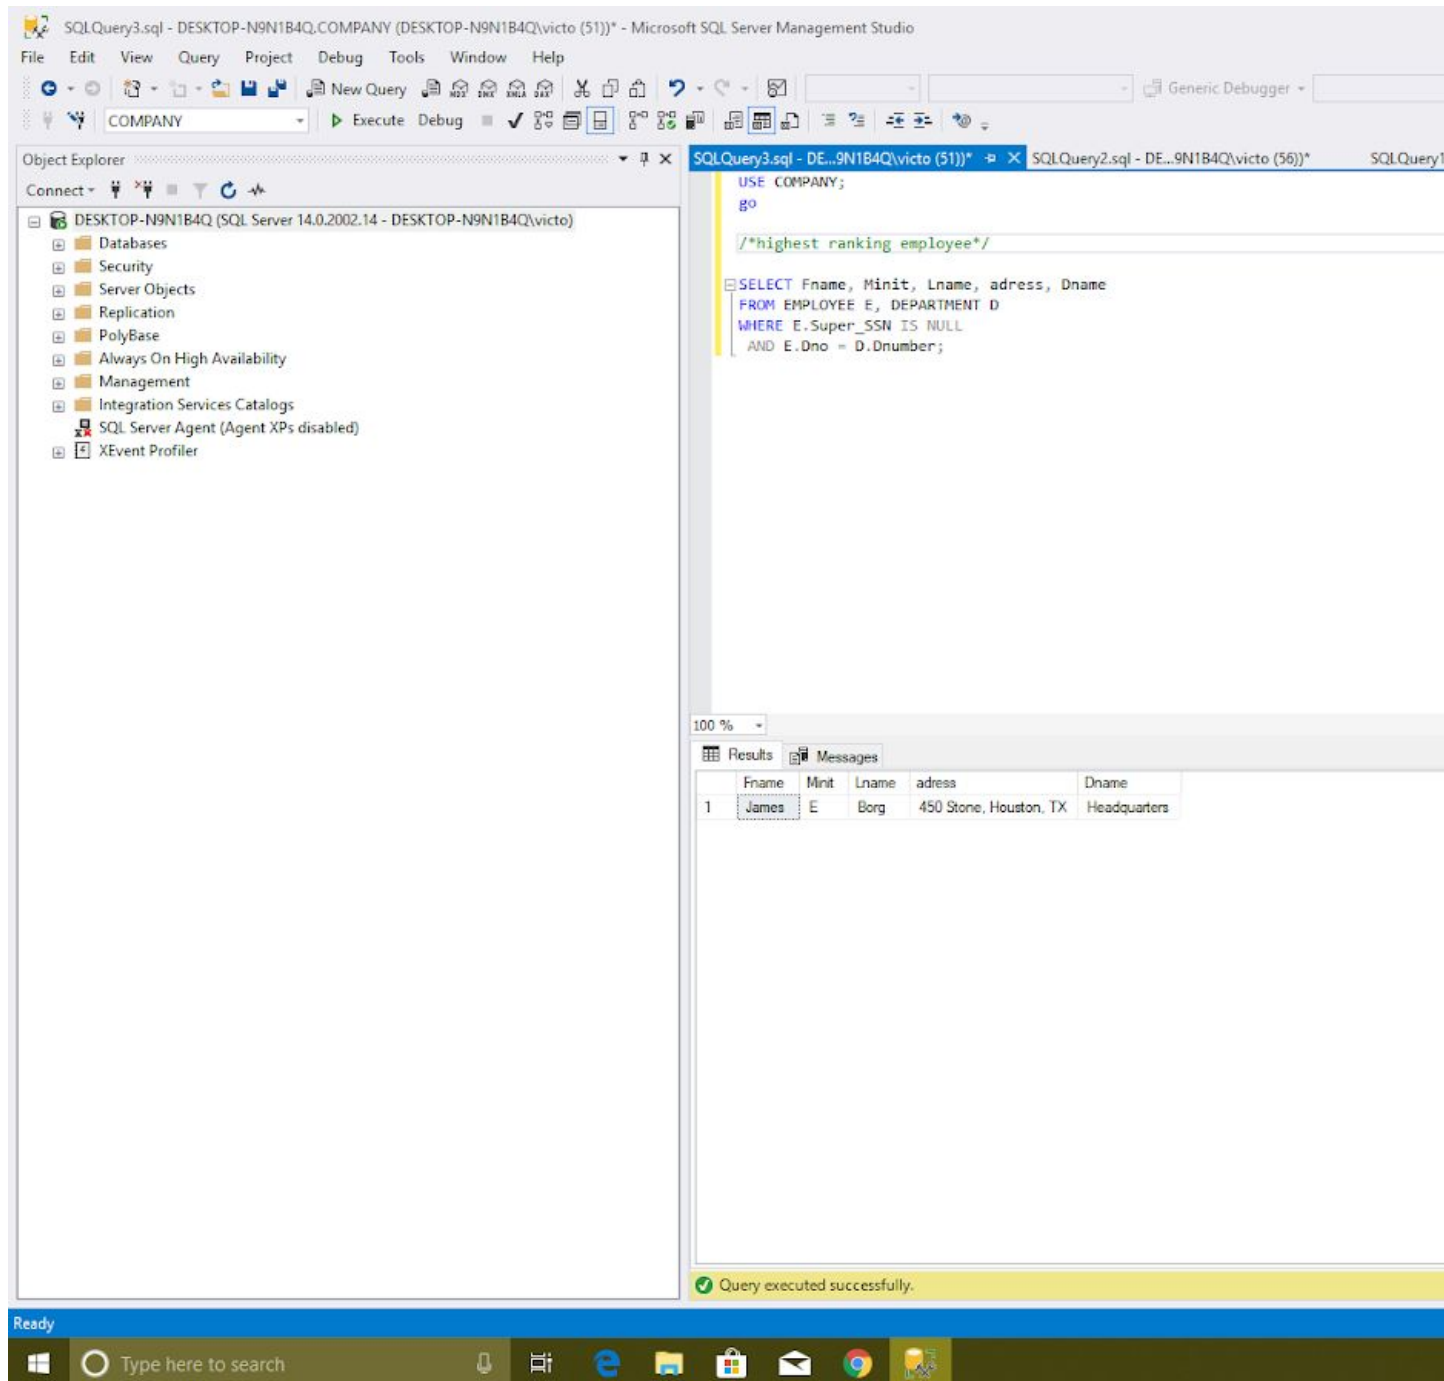 SQLQuery3.sql - DESKTOP-N9N1B4Q.COMPANY (DESKTOP-N9N1B4Q\victo (51))* - Microsoft SQL Server Management Studio
File Edit View Query Project Debug Tools Window Help
New Query MDX DMX XMLA DAX Generic Debugger
COMPANY Execute Debug
Object Explorer
Connect
DESKTOP-N9N1B4Q (SQL Server 14.0.2002.14 - DESKTOP-N9N1B4Q\victo)
Databases
Security
Server Objects
Replication
PolyBase
Always On High Availability
Management
Integration Services Catalogs
SQL Server Agent (Agent XPs disabled)
XEvent Profiler
SQLQuery3.sql - DE...9N1B4Q\victo (51))* SQLQuery2.sql - DE...9N1B4Q\victo (56))* SQLQuery1
USE COMPANY;
go
/*highest ranking employee*/
SELECT Fname, Minit, Lname, adress, Dname
FROM EMPLOYEE E, DEPARTMENT D
WHERE E.Super_SSN IS NULL
AND E.Dno = D.Dnumber;
100 %
Results Messages
Fname Minit Lname adress Dname
1 James E Borg 450 Stone, Houston, TX Headquarters
Query executed successfully.
Ready
Type here to search